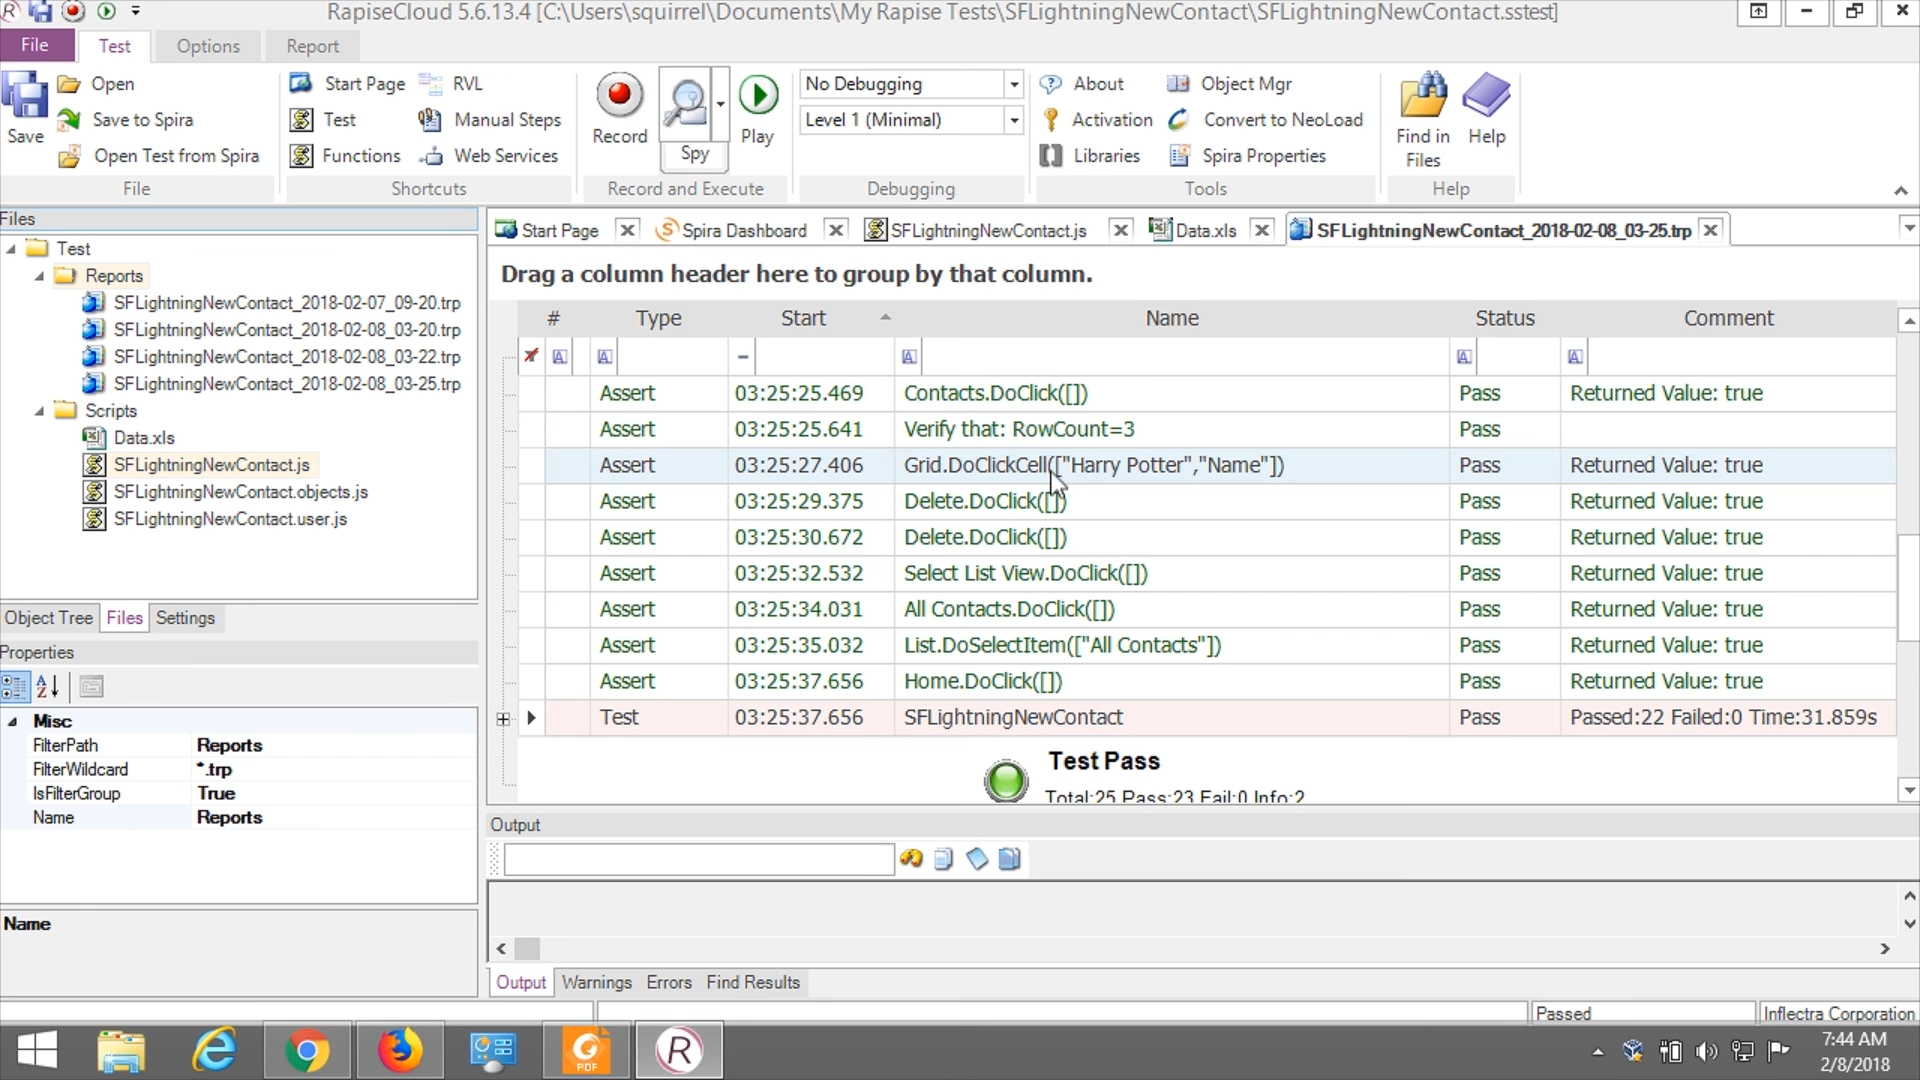 RapiseCloud 5.6.13.4 [C:\Users\squirrel\Documents\My Rapise Tests\SFLightningNewContact\SFLightningNewContact.sstest]
File Test Options Report
Save
Open
Save to Spira
Open Test from Spira
File
Start Page
Test
Functions
RVL
Manual Steps
Web Services
Shortcuts
Record
Spy
Play
Record and Execute
No Debugging
Level 1 (Minimal)
Debugging
About
Activation
Libraries
Object Mgr
Convert to NeoLoad
Spira Properties
Tools
Find in
Files
Help
Help
Files
Test
Reports
SFLightningNewContact_2018-02-07_09-20.trp
SFLightningNewContact_2018-02-08_03-20.trp
SFLightningNewContact_2018-02-08_03-22.trp
SFLightningNewContact_2018-02-08_03-25.trp
Scripts
Data.xls
SFLightningNewContact.js
SFLightningNewContact.objects.js
SFLightningNewContact.user.js
Object Tree Files Settings
Properties
Misc
FilterPath Reports
FilterWildcard *.trp
IsFilterGroup True
Name Reports
Name
Start Page Spira Dashboard SFLightningNewContact.js Data.xls SFLightningNewContact_2018-02-08_03-25.trp
Drag a column header here to group by that column.
# Type Start Name Status Comment
Assert 03:25:25.469 Contacts.DoClick([]) Pass Returned Value: true
Assert 03:25:25.641 Verify that: RowCount=3 Pass
Assert 03:25:27.406 Grid.DoClickCell(["Harry Potter","Name"]) Pass Returned Value: true
Assert 03:25:29.375 Delete.DoClick([]) Pass Returned Value: true
Assert 03:25:30.672 Delete.DoClick([]) Pass Returned Value: true
Assert 03:25:32.532 Select List View.DoClick([]) Pass Returned Value: true
Assert 03:25:34.031 All Contacts.DoClick([]) Pass Returned Value: true
Assert 03:25:35.032 List.DoSelectItem(["All Contacts"]) Pass Returned Value: true
Assert 03:25:37.656 Home.DoClick([]) Pass Returned Value: true
Test 03:25:37.656 SFLightningNewContact Pass Passed:22 Failed:0 Time:31.859s
Test Pass
Total:25 Pass:23 Fail:0 Info:2
Output
Output Warnings Errors Find Results
Passed Inflectra Corporation
7:44 AM
2/8/2018